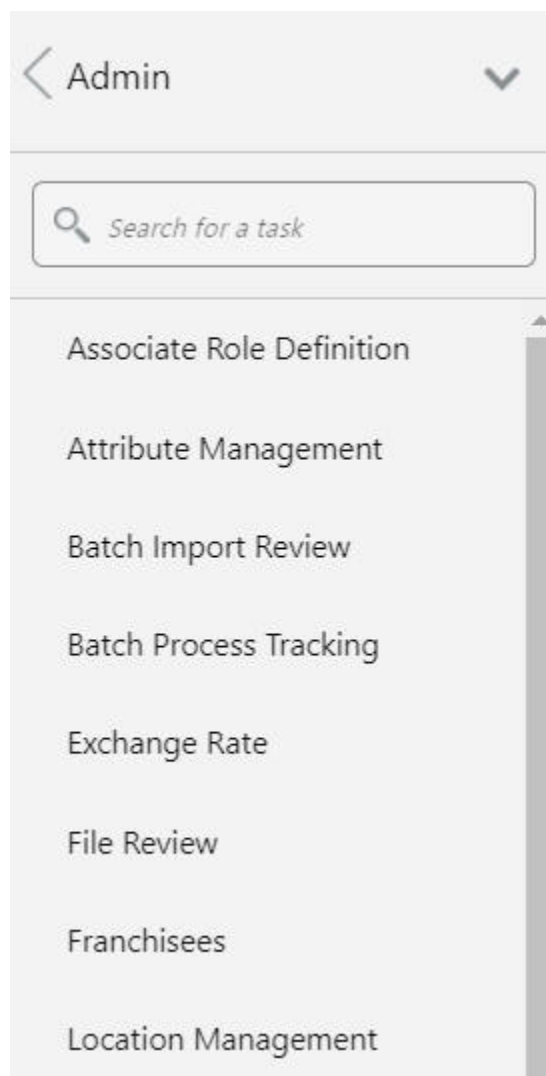 Admin
Search for a task
Associate Role Definition
Attribute Management
Batch Import Review
Batch Process Tracking
Exchange Rate
File Review
Franchisees
Location Management